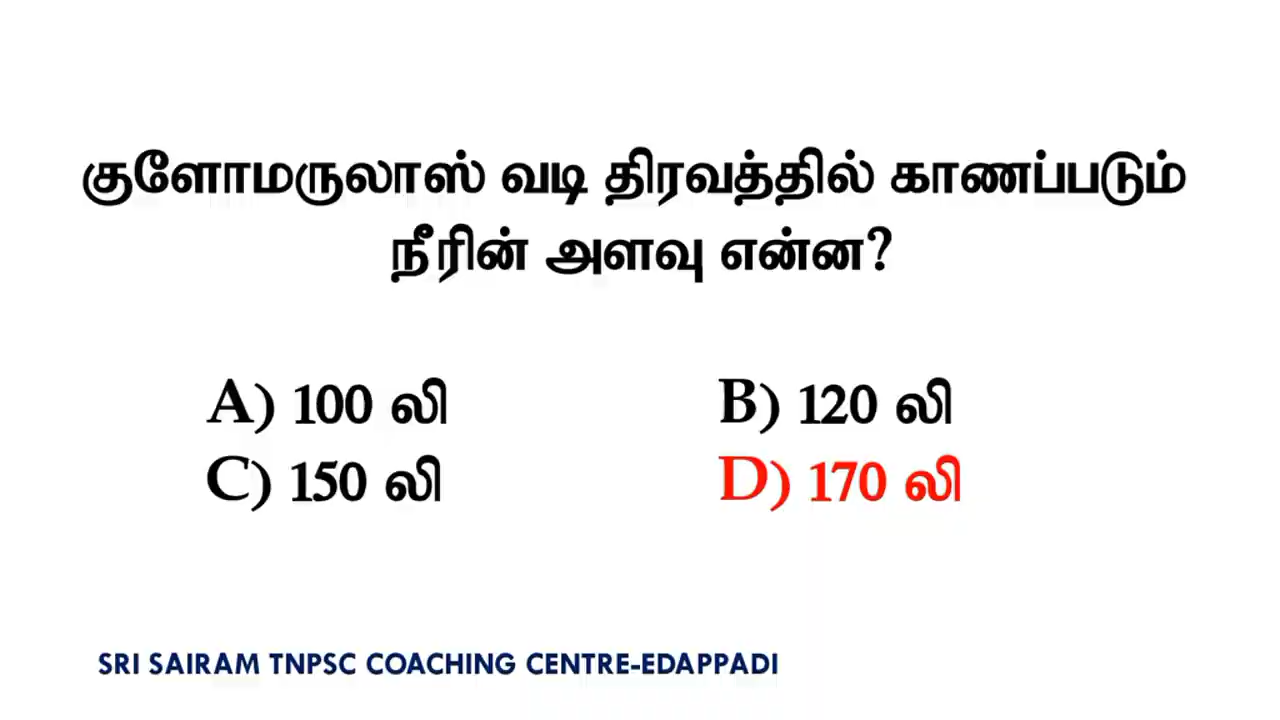 குளோமருலாஸ் வடி திரவத்தில் காணப்படும்
நீரின் அளவு என்ன?
A) 100 லி
B) 120 லி
C) 150 லி
D) 170 லி
SRI SAIRAM TNPSC COACHING CENTRE-EDAPPADI